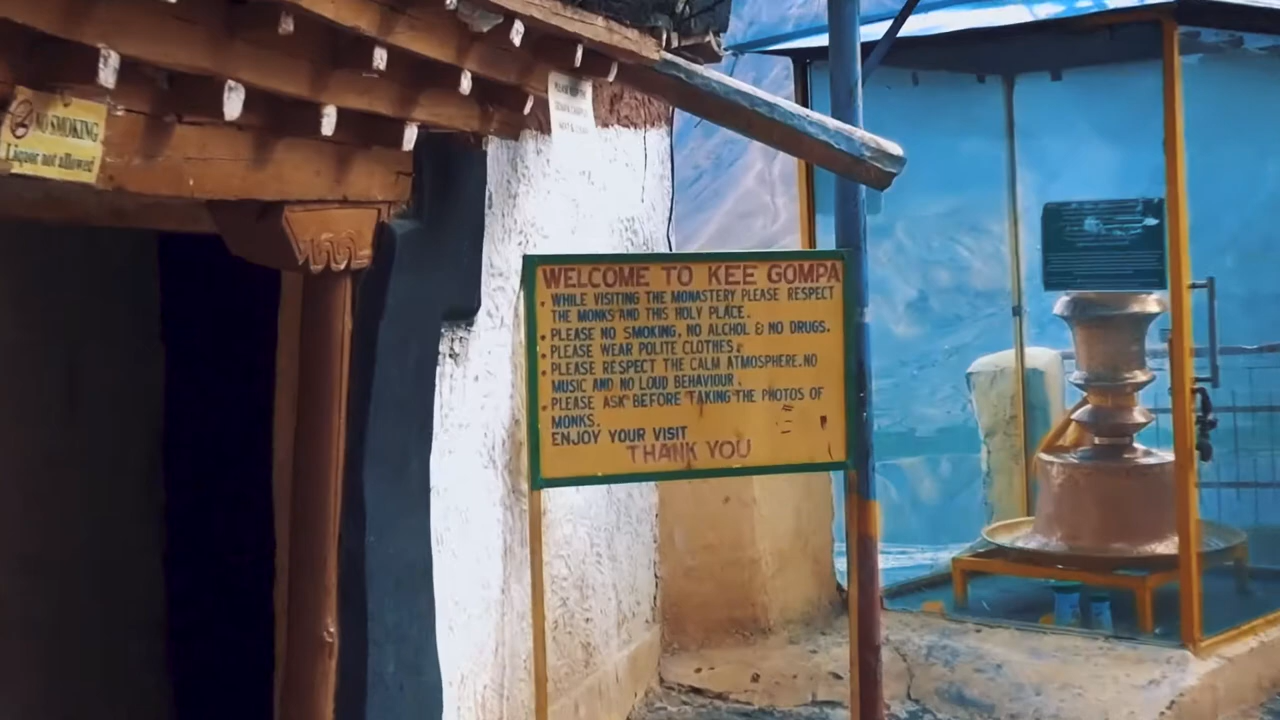 NO SMOKING
Liquor not allowed
WELCOME TO KEE GOMPA
• WHILE VISITING THE MONASTERY PLEASE RESPECT
THE MONKS AND THIS HOLY PLACE.
• PLEASE NO SMOKING, NO ALCHOL & NO DRUGS.
• PLEASE WEAR POLITE CLOTHES.
• PLEASE RESPECT THE CALM ATMOSPHERE. NO
MUSIC AND NO LOUD BEHAVIOUR.
• PLEASE ASK BEFORE TAKING THE PHOTOS OF
MONKS.
ENJOY YOUR VISIT
THANK YOU